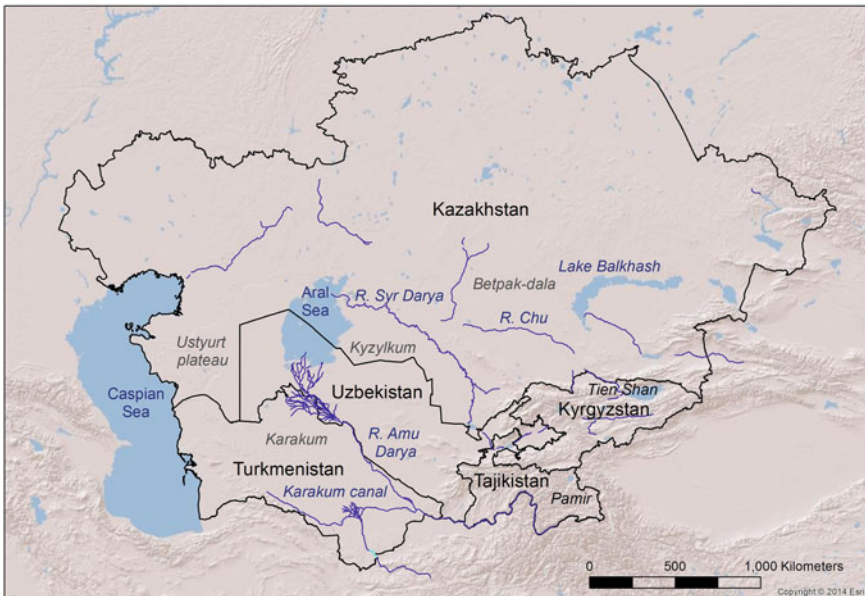 Kazakhstan
Lake Balkhash
Betpak-dala
Aral
Sea
R. Syr Darya
R. Chu
Ustyurt
plateau
Kyzylkum
Caspian
Sea
Uzbekistan
Tien Shan
Kyrgyzstan
Karakum
R. Amu
Darya
Turkmenistan
Tajikistan
Karakum canal
Pamir
0 500 1,000 Kilometers
Copyright © 2014 Esri